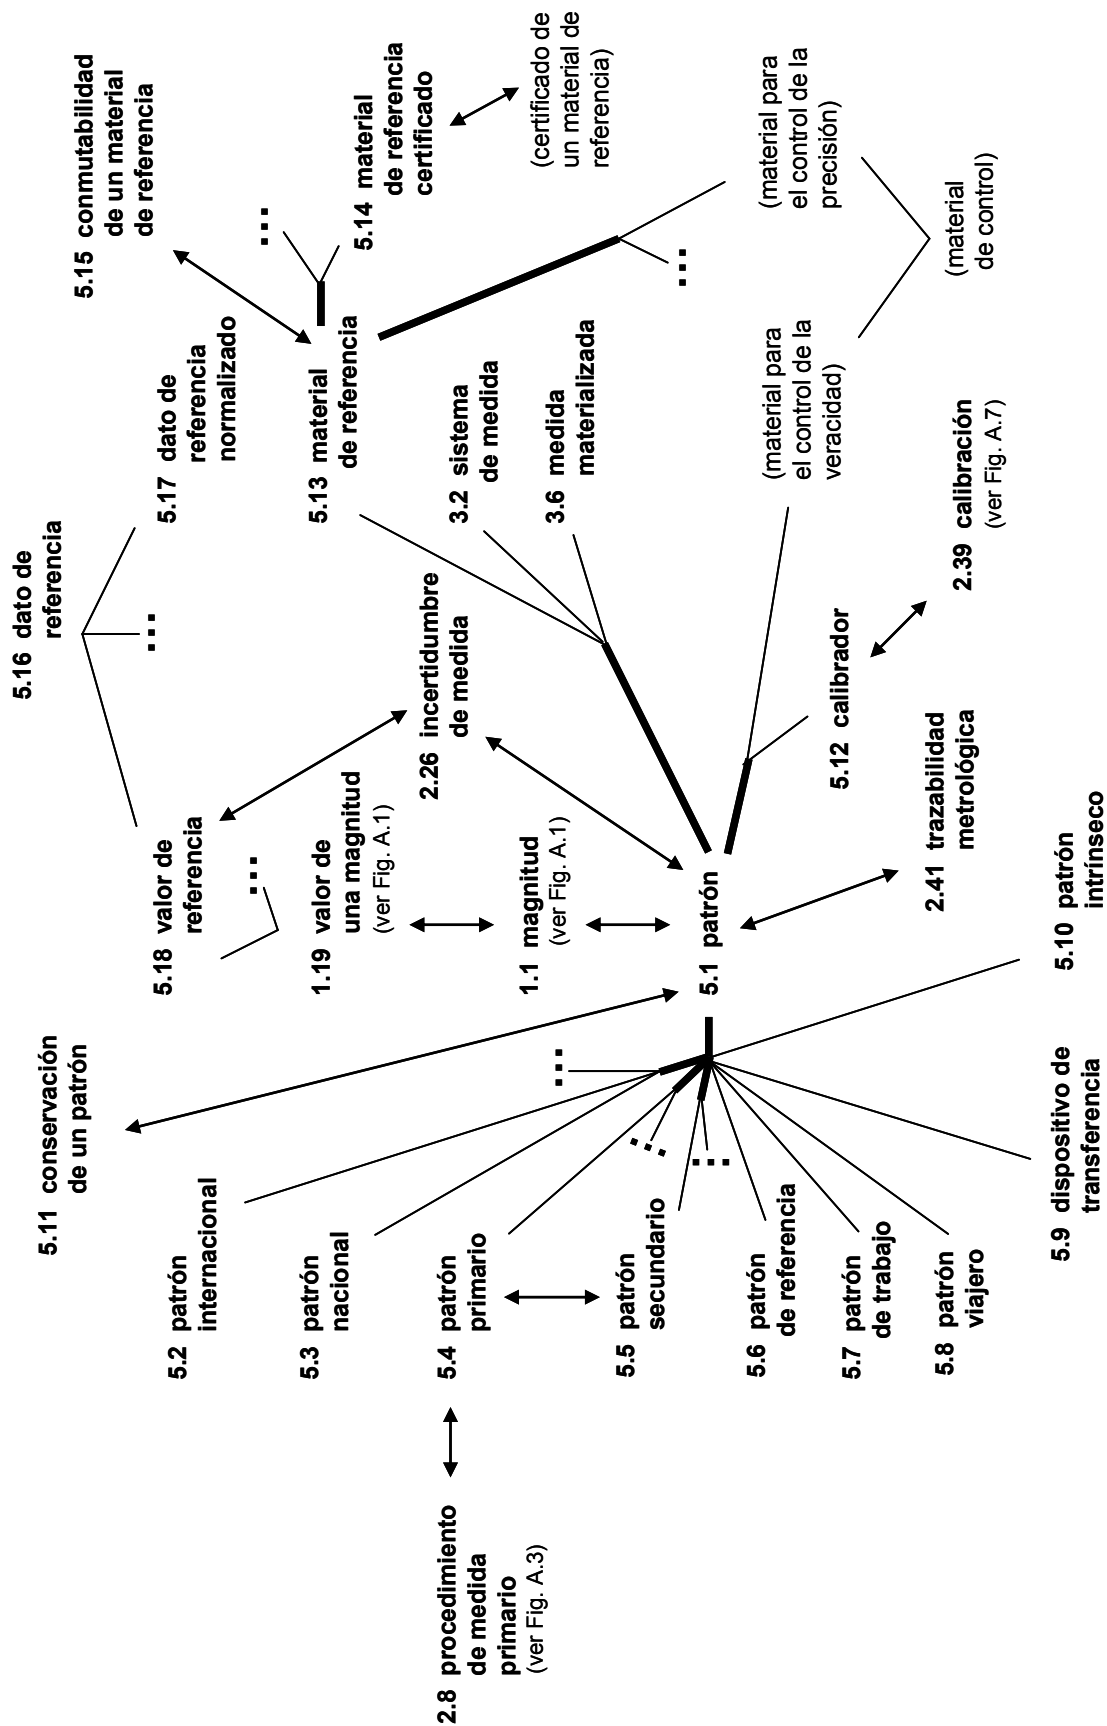 5.16 dato de
referencia
5.15 conmutabilidad
de un material
de referencia
5.11 conservación
de un patrón
5.18 valor de
referencia
5.17 dato de
referencia
normalizado
...
...
...
5.2 patrón
internacional
1.19 valor de
una magnitud
(ver Fig. A.1)
5.13 material
de referencia
5.14 material
de referencia
certificado
5.3 patrón
nacional
2.26 incertidumbre
de medida
3.2 sistema
de medida
(certificado de
un material de
referencia)
2.8 procedimiento
de medida
primario
(ver Fig. A.3)
5.4 patrón
primario
...
1.1 magnitud
(ver Fig. A.1)
3.6 medida
materializada
5.5 patrón
secundario
...
...
5.1 patrón
...
5.6 patrón
de referencia
(material para
el control de la
veracidad)
(material para
el control de la
precisión)
5.7 patrón
de trabajo
5.12 calibrador
5.8 patrón
viajero
2.41 trazabilidad
metrológica
2.39 calibración
(ver Fig. A.7)
(material
de control)
5.9 dispositivo de
transferencia
5.10 patrón
intrínseco